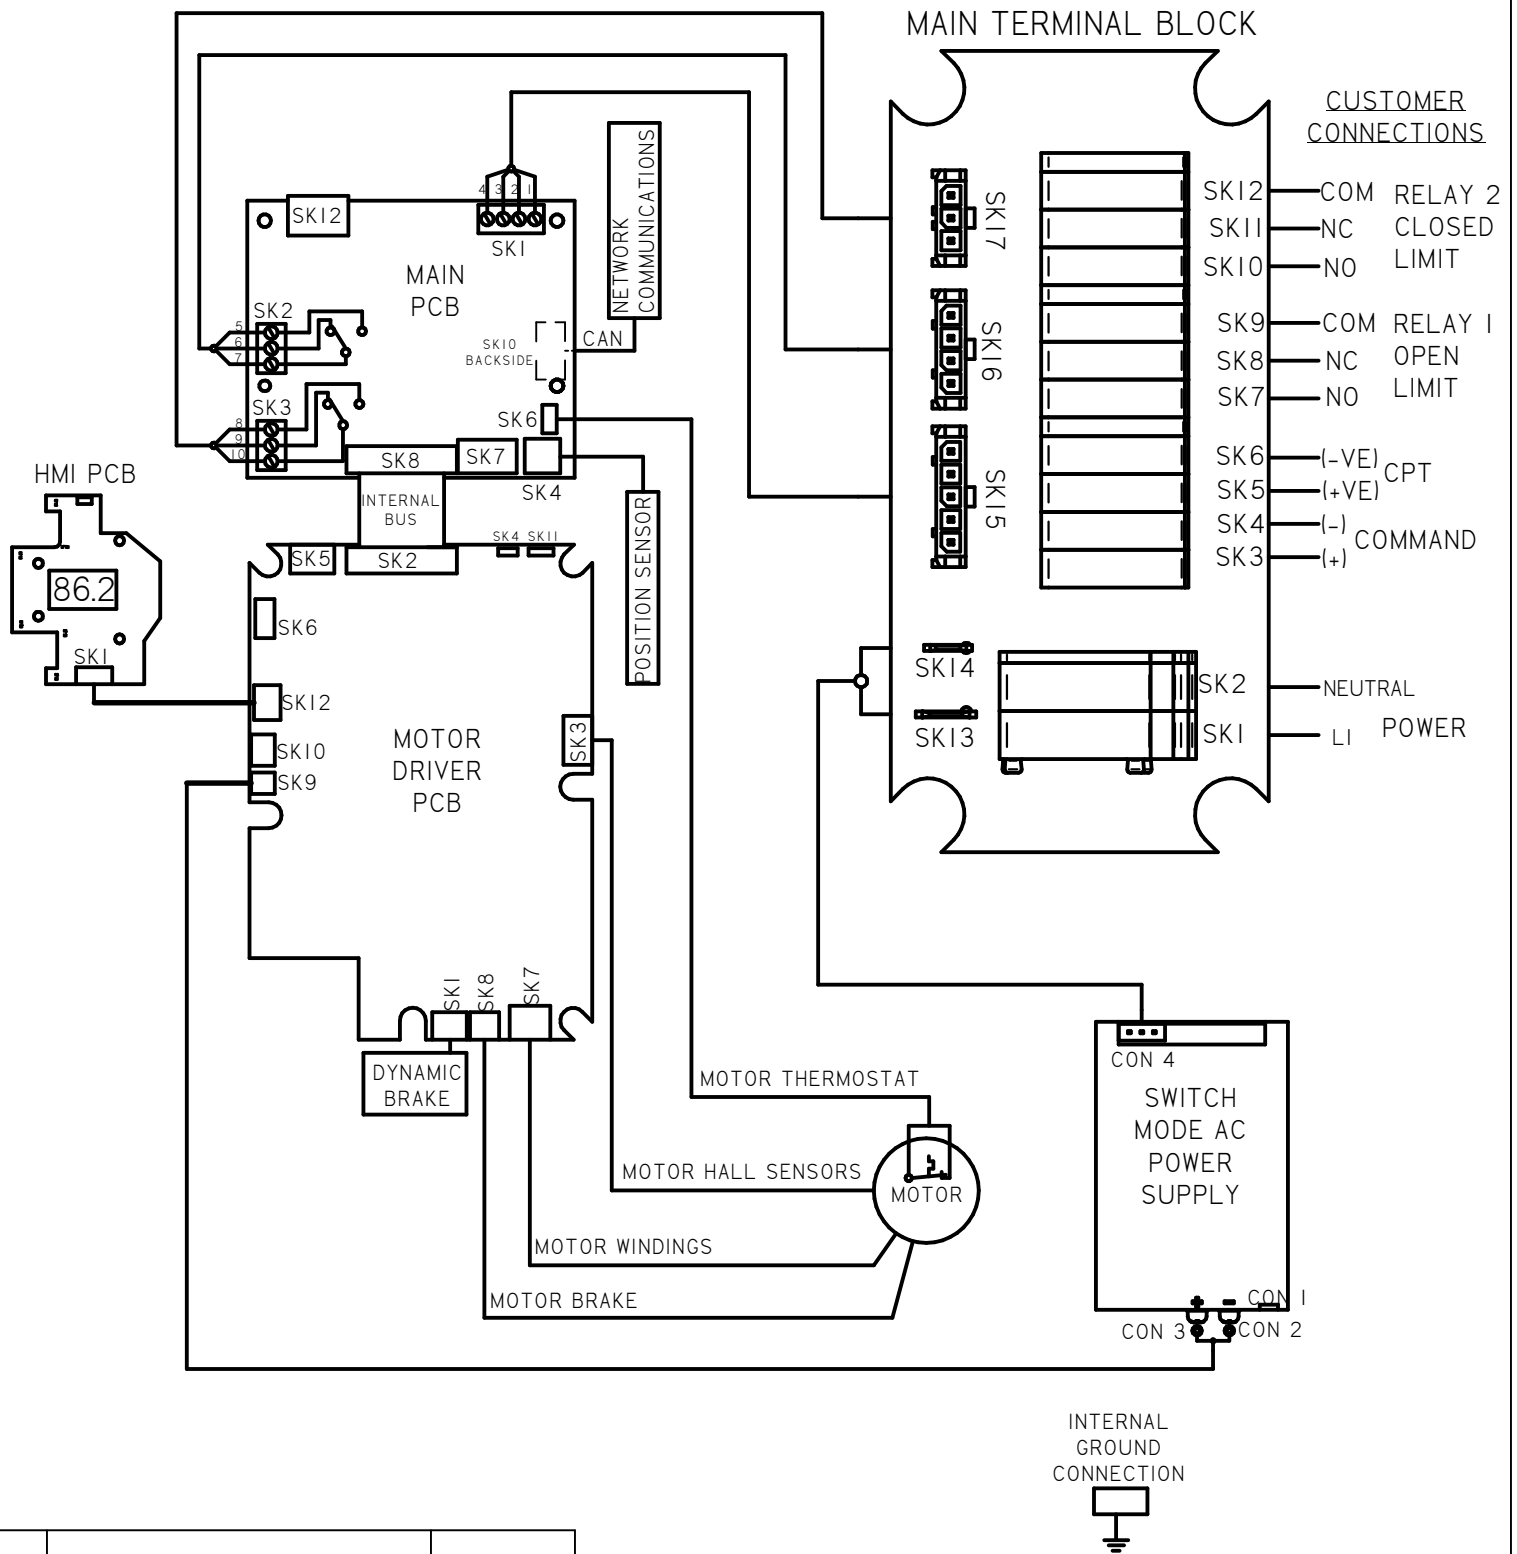 MAIN TERMINAL BLOCK
CUSTOMER
CONNECTIONS
SK12
COM
RELAY 2
SK11
NC
CLOSED
SK10
NO
LIMIT
SK9
COM
RELAY 1
SK8
NC
OPEN
SK7
NO
LIMIT
SK6
(-VE)
CPT
SK5
(+VE)
SK4
(-)
COMMAND
SK3
(+)
SK2
NEUTRAL
SK1
L1
POWER
SK17
SK16
SK15
SK14
SK13
NETWORK
COMMUNICATIONS
4 3 2 1
SK12
SK1
MAIN
PCB
SK2
5
6
7
SK10
BACKSIDE
CAN
SK3
8
9
10
SK6
SK8
SK7
SK4
INTERNAL
BUS
POSITION SENSOR
HMI PCB
86.2
SK1
SK4 SK11
SK5
SK2
SK6
SK12
SK10
SK9
SK3
MOTOR
DRIVER
PCB
SK1
SK8
SK7
DYNAMIC
BRAKE
MOTOR THERMOSTAT
MOTOR HALL SENSORS
MOTOR
MOTOR WINDINGS
MOTOR BRAKE
CON 4
SWITCH
MODE AC
POWER
SUPPLY
+ -
CON 1
CON 3
CON 2
INTERNAL
GROUND
CONNECTION